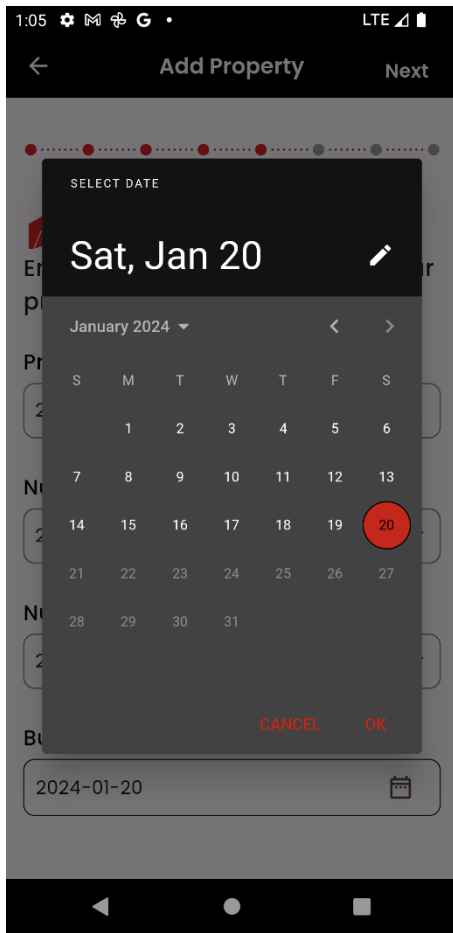 1:05 LTE
Add Property Next
SELECT DATE
Sat, Jan 20
January 2024
S M T W T F S
1 2 3 4 5 6
7 8 9 10 11 12 13
14 15 16 17 18 19 20
21 22 23 24 25 26 27
28 29 30 31
CANCEL OK
2024-01-20